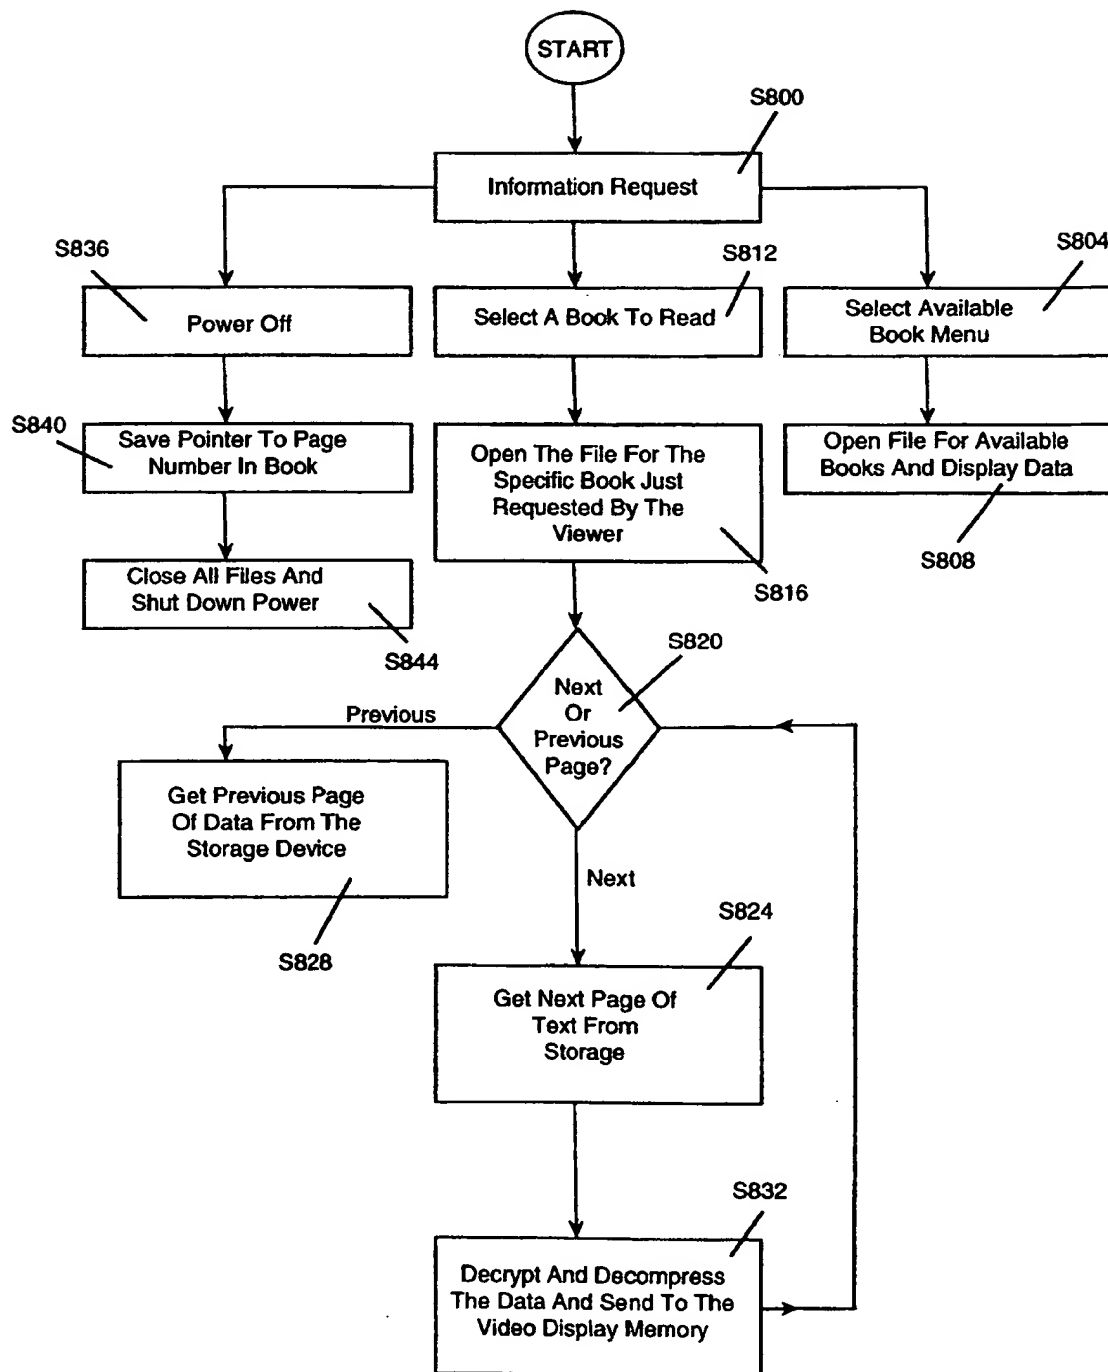 START
S800
Information Request
S836
S812
S804
Power Off
Select A Book To Read
Select Available
Book Menu
S840
Save Pointer To Page
Number In Book
Open The File For The
Specific Book Just
Requested By The
Viewer
Open File For Available
Books And Display Data
S808
S816
Close All Files And
Shut Down Power
S844
S820
Next
Or
Previous
Page?
Previous
Get Previous Page
Of Data From The
Storage Device
S828
Next
S824
Get Next Page Of
Text From
Storage
S832
Decrypt And Decompress
The Data And Send To The
Video Display Memory